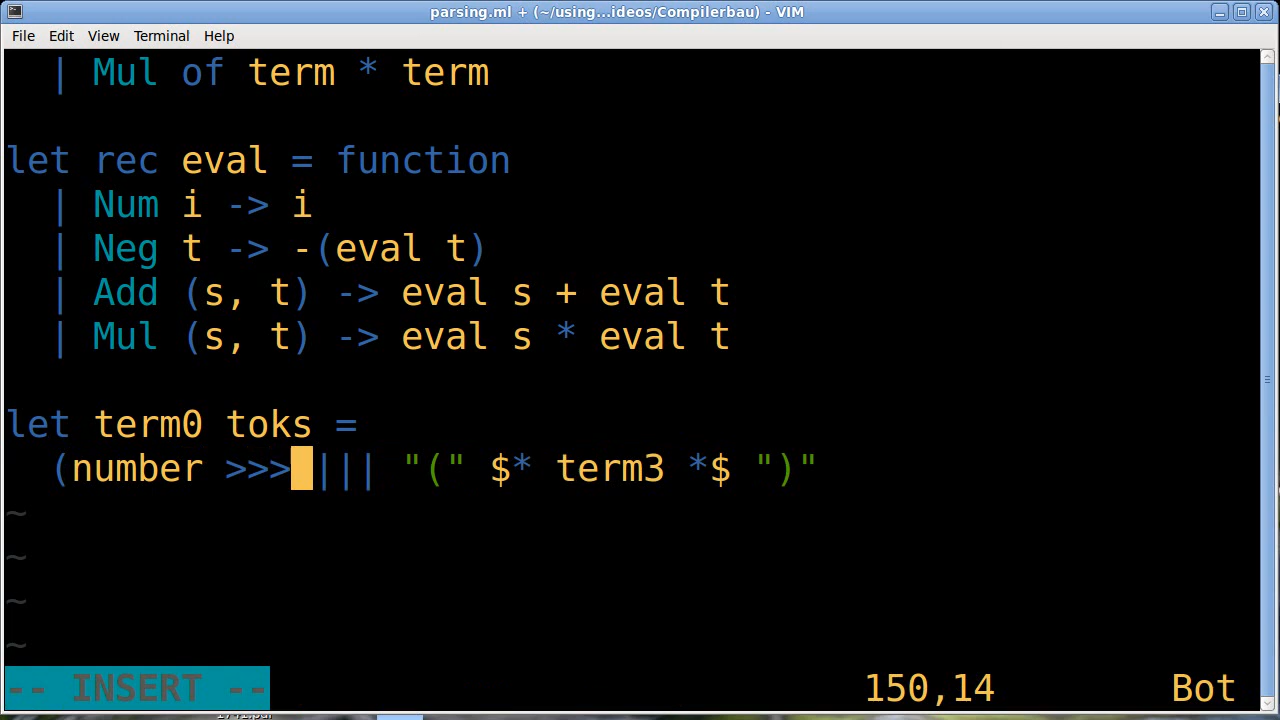 parsing.ml + (~/using...ideos/Compilerbau) - VIM
File Edit View Terminal Help
  | Mul of term * term

let rec eval = function
  | Num i -> i
  | Neg t -> -(eval t)
  | Add (s, t) -> eval s + eval t
  | Mul (s, t) -> eval s * eval t

let term0 toks =
  (number >>> ||| "(" $* term3 *$ ")"
~
~
~
~
-- INSERT -- 150,14 Bot